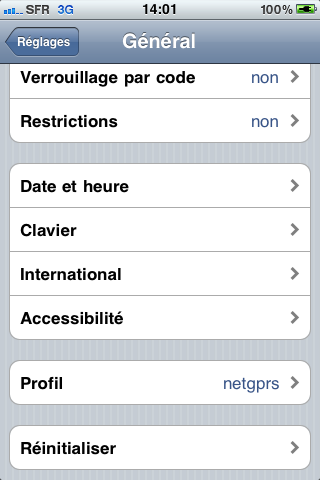 SFR 3G 14:01 100%
Réglages Général
Verrouillage par code non
Restrictions non
Date et heure
Clavier
International
Accessibilité
Profil netgprs
Réinitialiser